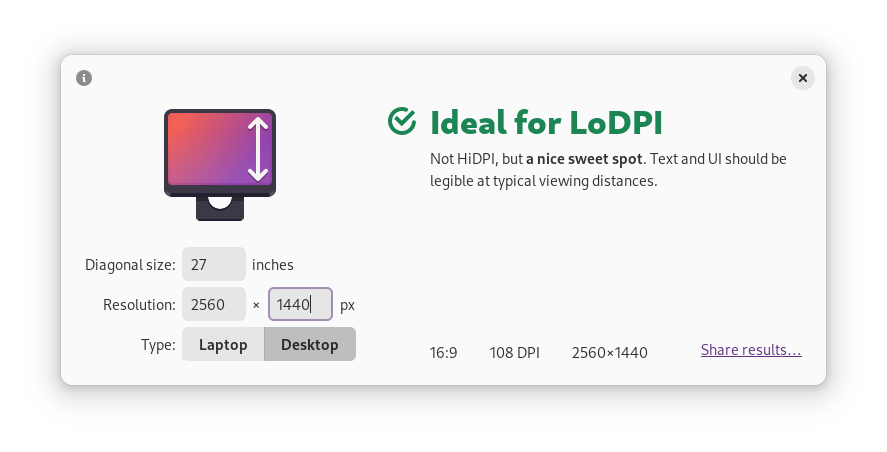 Ideal for LoDPI
Not HiDPI, but a nice sweet spot. Text and UI should be
legible at typical viewing distances.
Diagonal size: 27 inches
Resolution: 2560 × 1440 px
Type: Laptop Desktop
16:9 108 DPI 2560×1440 Share results…